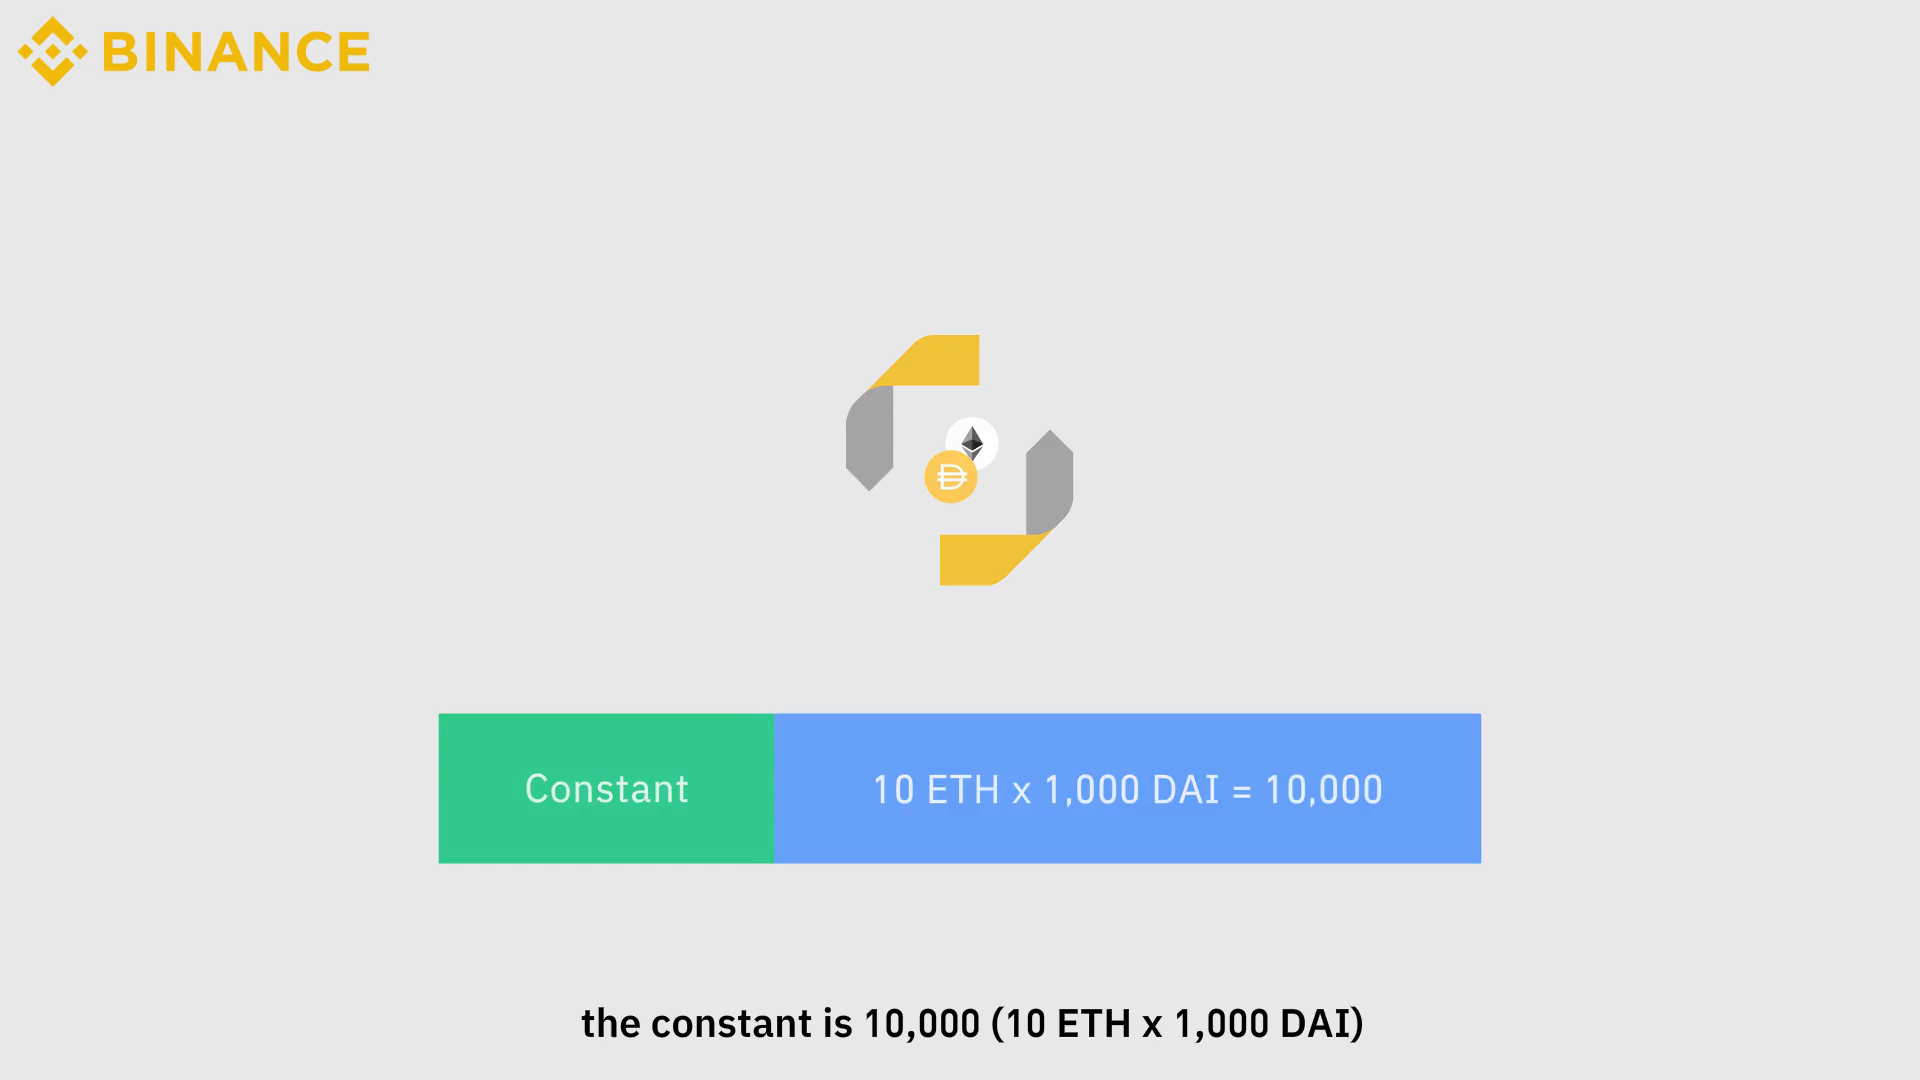 BINANCE
Constant
10 ETH x 1,000 DAI = 10,000
the constant is 10,000 (10 ETH x 1,000 DAI)